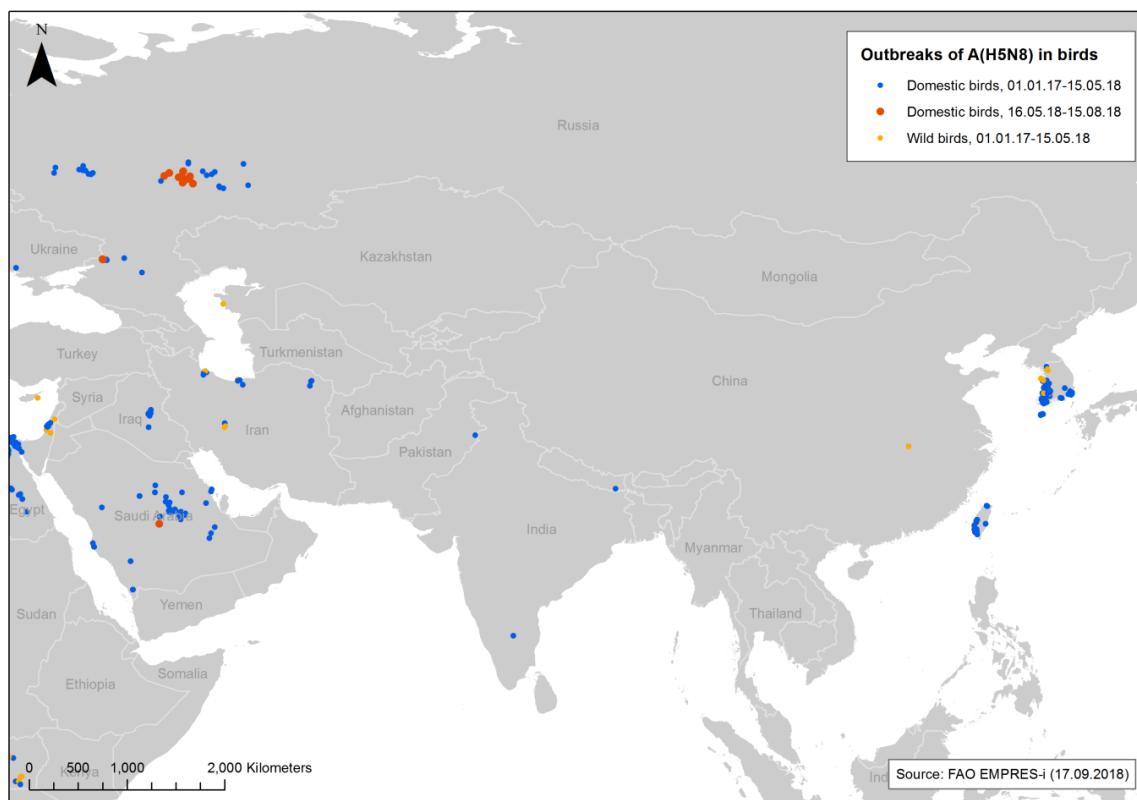 N
Outbreaks of A(H5N8) in birds
Domestic birds, 01.01.17-15.05.18
Domestic birds, 16.05.18-15.08.18
Wild birds, 01.01.17-15.05.18
Russia
Ukraine
Kazakhstan
Mongolia
Turkey
Turkmenistan
China
Syria
Afghanistan
Iraq
Iran
Pakistan
Egypt
Saudi Arabia
India
Myanmar
Sudan
Yemen
Thailand
Somalia
Ethiopia
Kenya
0 500 1,000 2,000 Kilometers
Ind
Source: FAO EMPRES-i (17.09.2018)